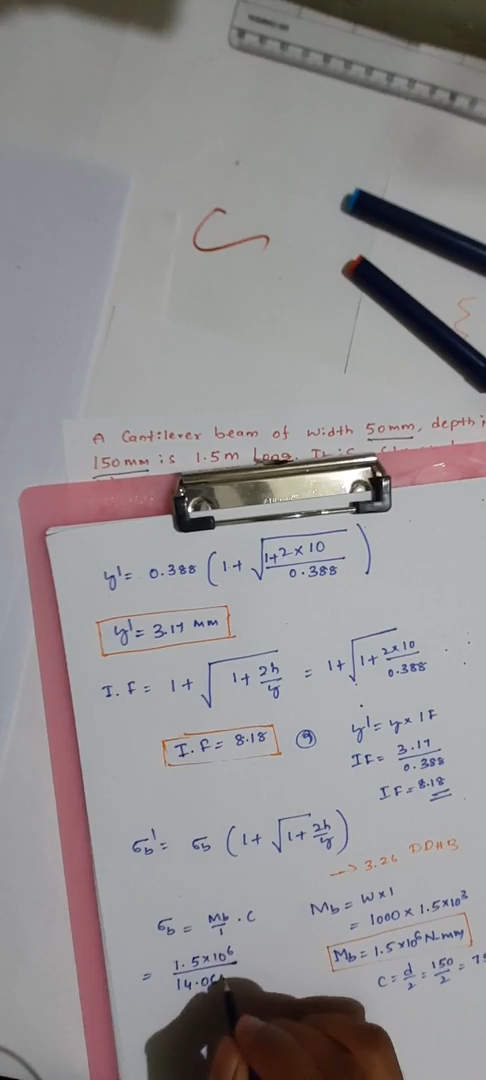 A Cantilever beam of width 50mm, depth
150mm is 1.5m Long.
y' = 0.388 (1+ √(1+2×10 / 0.388))
y' = 3.17 mm
I.F = 1+ √(1+ 2h/y) = 1+ √(1+ 2×10/0.388)
I.F = 8.18
y' = y × IF
IF = 3.17/0.388
IF = 8.18
σb' = σb (1+ √(1+ 2h/y))
→ 3.26 DDHB
σb = Mb/I . C
Mb = W×l
= 1000 × 1.5×10³
Mb = 1.5×10⁶ N-mm
= 1.5×10⁶
C = d/2 = 150/2 =